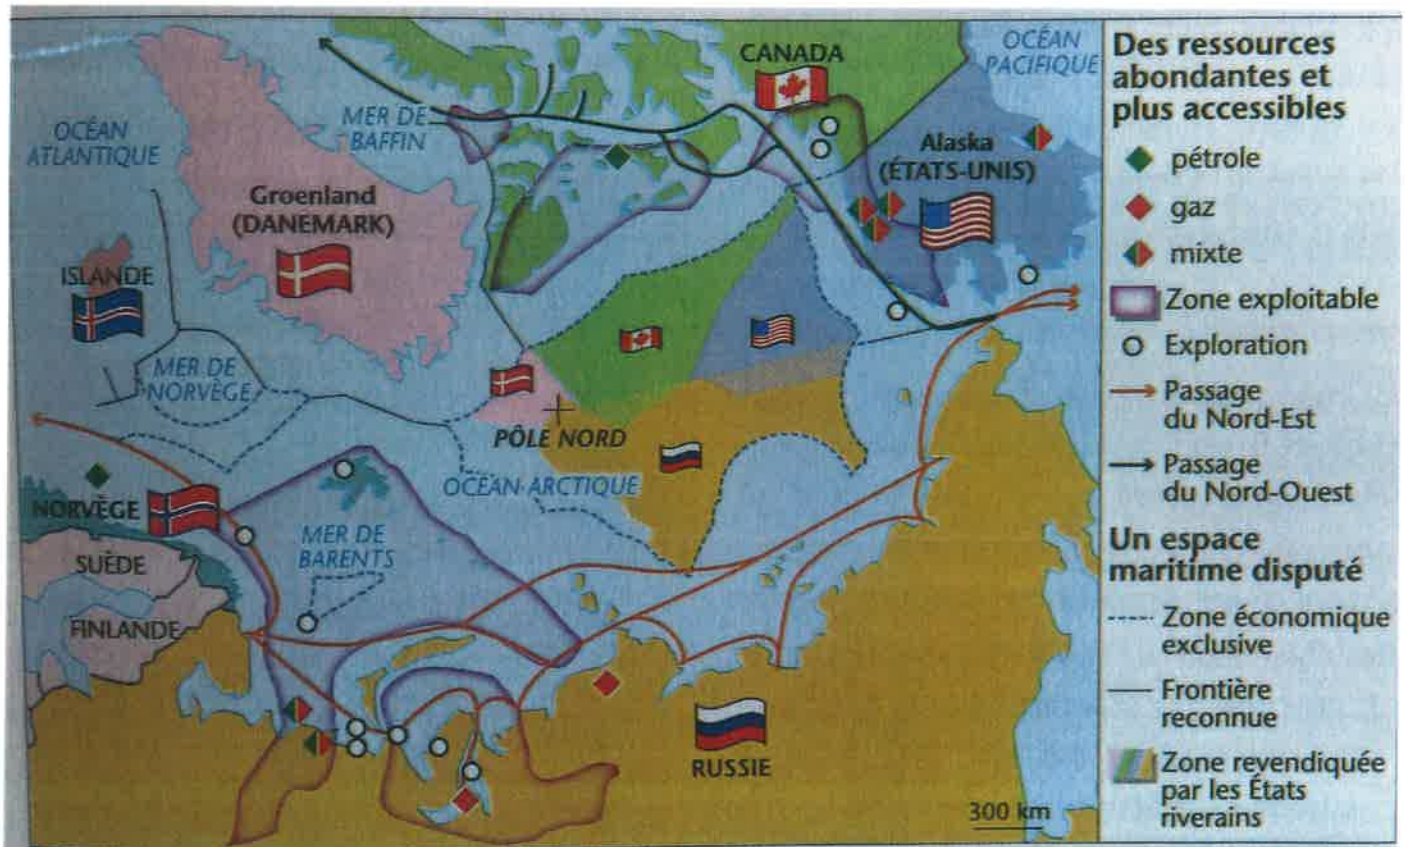 OCÉAN
ATLANTIQUE
MER DE
BAFFIN
CANADA
OCÉAN
PACIFIQUE
Groenland
(DANEMARK)
Alaska
(ÉTATS-UNIS)
ISLANDE
MER DE
NORVÈGE
PÔLE NORD
OCÉAN ARCTIQUE
NORVÈGE
MER DE
BARENTS
SUÈDE
FINLANDE
RUSSIE
300 km
Des ressources
abondantes et
plus accessibles
pétrole
gaz
mixte
Zone exploitable
Exploration
Passage
du Nord-Est
Passage
du Nord-Ouest
Un espace
maritime disputé
Zone économique
exclusive
Frontière
reconnue
Zone revendiquée
par les États
riverains